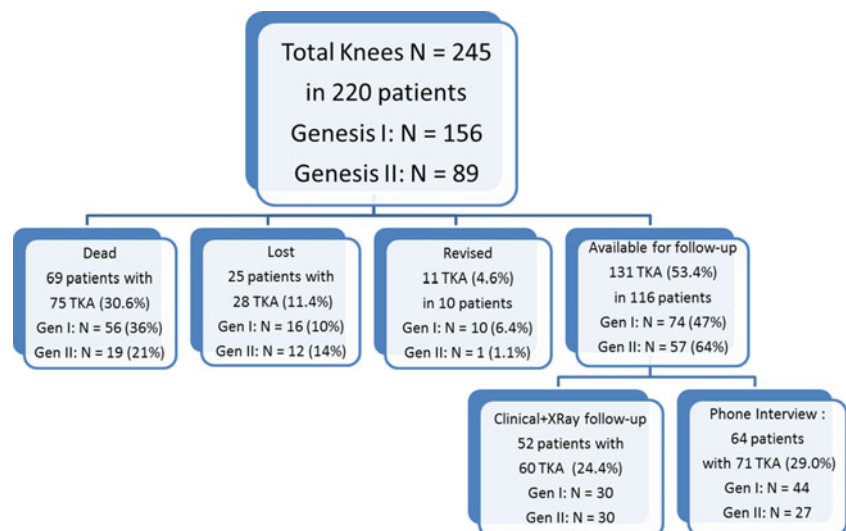 Total Knees N = 245
in 220 patients
Genesis I: N = 156
Genesis II: N = 89
Dead
69 patients with
75 TKA (30.6%)
Gen I: N = 56 (36%)
Gen II: N = 19 (21%)
Lost
25 patients with
28 TKA (11.4%)
Gen I: N = 16 (10%)
Gen II: N = 12 (14%)
Revised
11 TKA (4.6%)
in 10 patients
Gen I: N = 10 (6.4%)
Gen II: N = 1 (1.1%)
Available for follow-up
131 TKA (53.4%)
in 116 patients
Gen I: N = 74 (47%)
Gen II: N = 57 (64%)
Clinical+XRay follow-up
52 patients with
60 TKA (24.4%)
Gen I: N = 30
Gen II: N = 30
Phone Interview :
64 patients
with 71 TKA (29.0%)
Gen I: N = 44
Gen II: N = 27